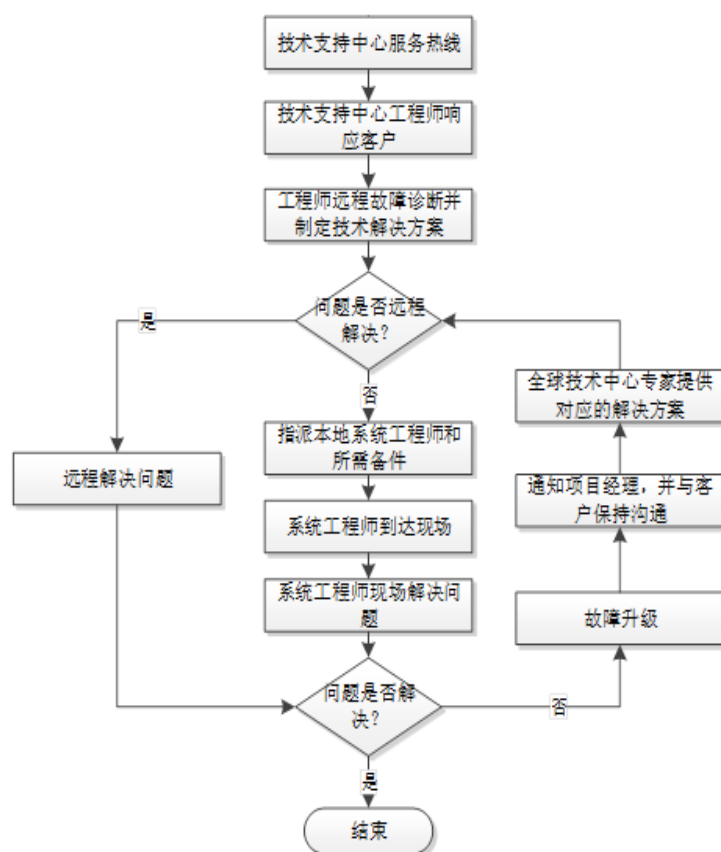 技术支持中心服务热线
技术支持中心工程师响
应客户
工程师远程故障诊断并
制定技术解决方案
问题是否远程
解决?
是
否
全球技术中心专家提供
对应的解决方案
指派本地系统工程师和
所需备件
远程解决问题
通知项目经理，并与客
户保持沟通
系统工程师到达现场
系统工程师现场解决问
题
故障升级
问题是否解
决?
否
是
结束